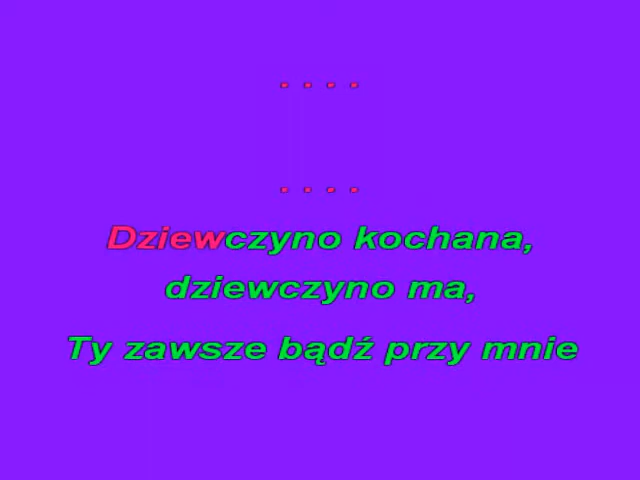 . . . .
. . . .
Dziewczyno kochana,
dziewczyno ma,
Ty zawsze bądź przy mnie